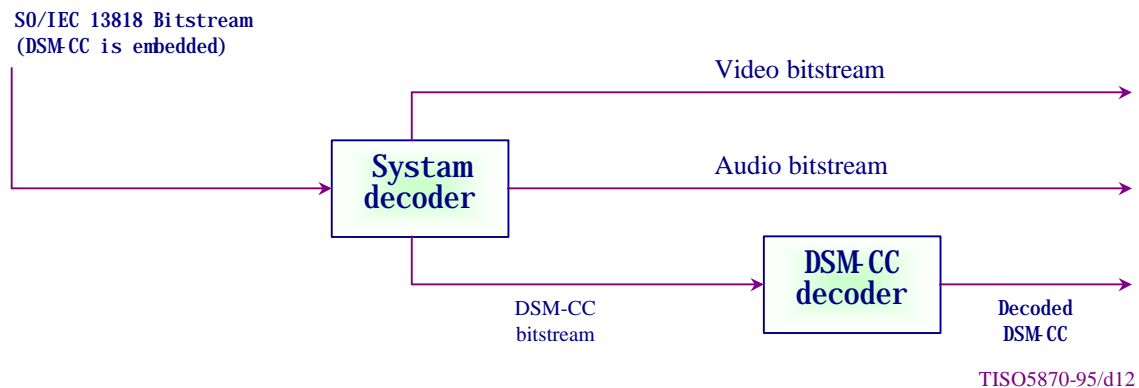 S0/IEC 13818 Bitstream
(DSM-CC is embedded)
Video bitstream
Systam
decoder
Audio bitstream
DSM-CC
decoder
DSM-CC
bitstream
Decoded
DSM-CC
TISO5870-95/d12